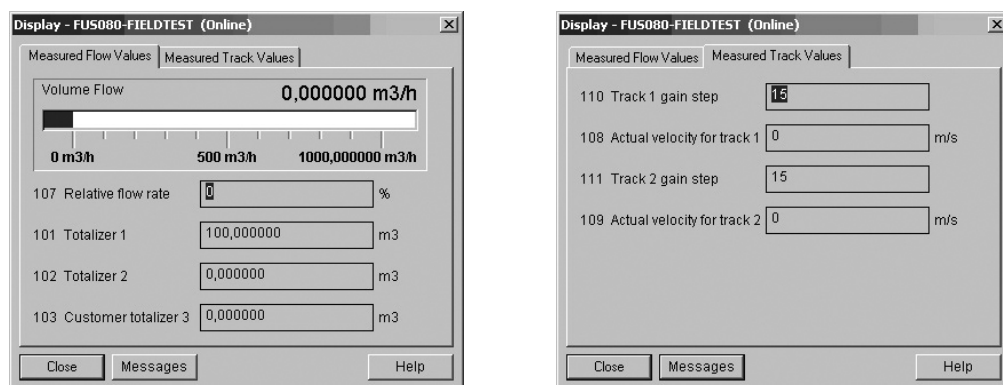 Display - FUS080-FIELDTEST (Online)
Measured Flow Values Measured Track Values
Volume Flow 0,000000 m3/h
0 m3/h 500 m3/h 1000,000000 m3/h
107 Relative flow rate 0 %
101 Totalizer 1 100,000000 m3
102 Totalizer 2 0,000000 m3
103 Customer totalizer 3 0,000000 m3
Close Messages Help
Display - FUS080-FIELDTEST (Online)
Measured Flow Values Measured Track Values
110 Track 1 gain step 15
108 Actual velocity for track 1 0 m/s
111 Track 2 gain step 15
109 Actual velocity for track 2 0 m/s
Close Messages Help